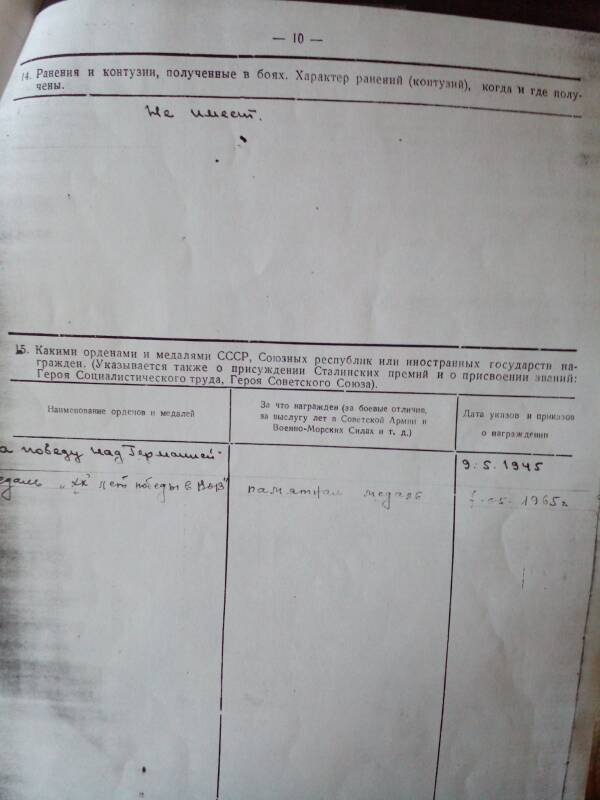 — 10 —
14. Ранения и контузии, полученные в боях. Характер ранений (контузий), когда и где полу-
чены.
Не имеет.
15. Какими орденами и медалями СССР, Союзных республик или иностранных государств на-
гражден. (Указывается также о присуждении Сталинских премий и о присвоении званий:
Героя Социалистического труда, Героя Советского Союза).
Наименование орденов и медалей
За что награжден (за боевые отличия,
за выслугу лет в Советской Армии и
Военно-Морских Силах и т. д.)
Дата указов и приказов
о награждении
а победу над Германией"
9.5.1945
едаль „XX лет победы в ВОВ"
памятная медаль
05. 1965г